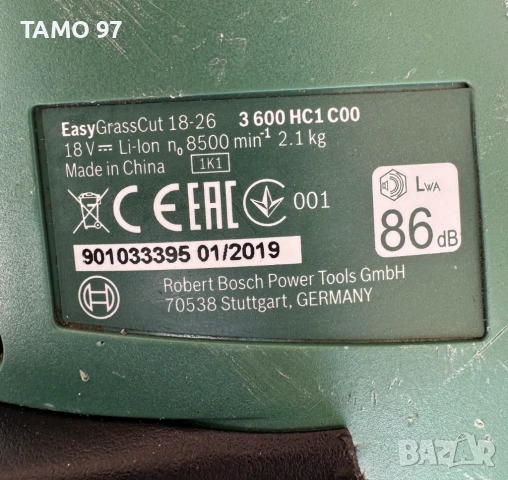 TAMO 97
EasyGrassCut 18-26 3 600 HC1 C00
18 V⎓ Li-Ion n₀ 8500 min⁻¹ 2.1 kg
Made in China 1K1
CE EAC 001
LWA
86 dB
901033395 01/2019
Robert Bosch Power Tools GmbH
70538 Stuttgart, GERMANY
BAZAR